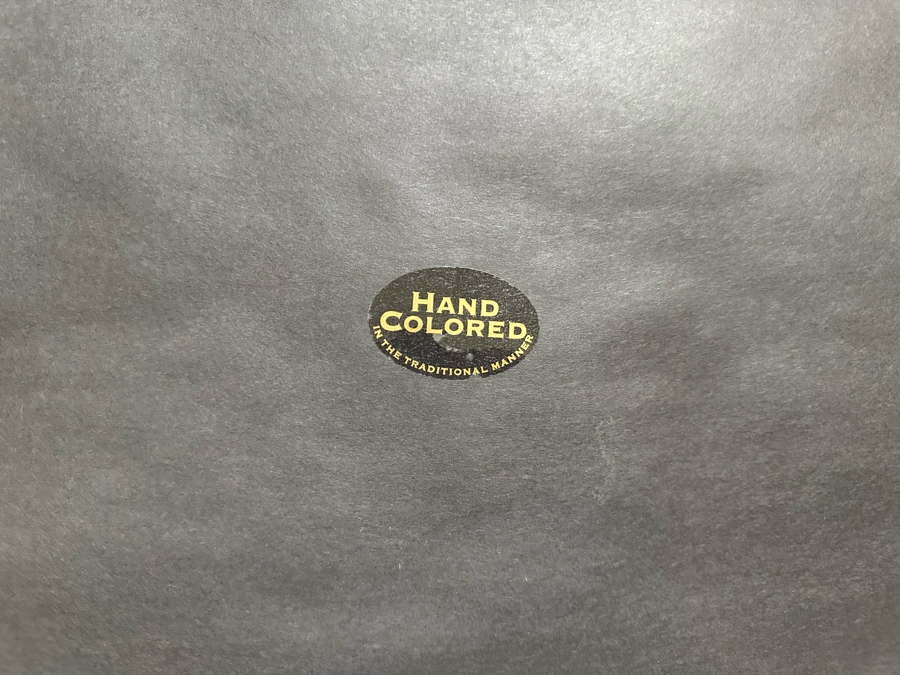 HAND
COLORED
IN THE TRADITIONAL MANNER